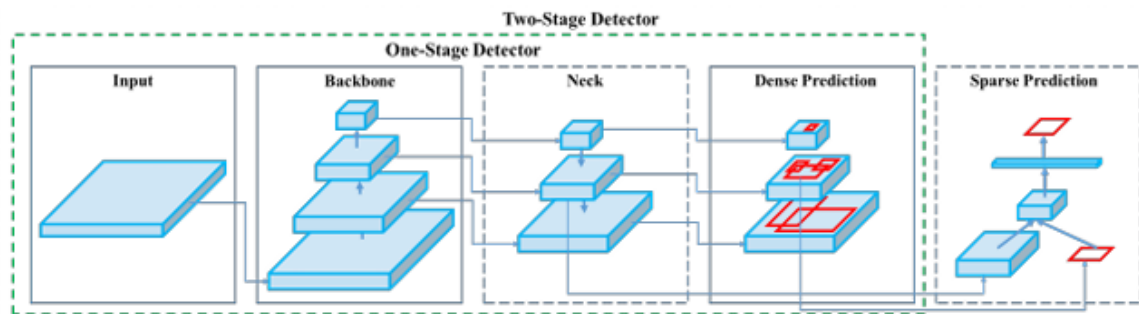 Two-Stage Detector
One-Stage Detector
Input
Backbone
Neck
Dense Prediction
Sparse Prediction